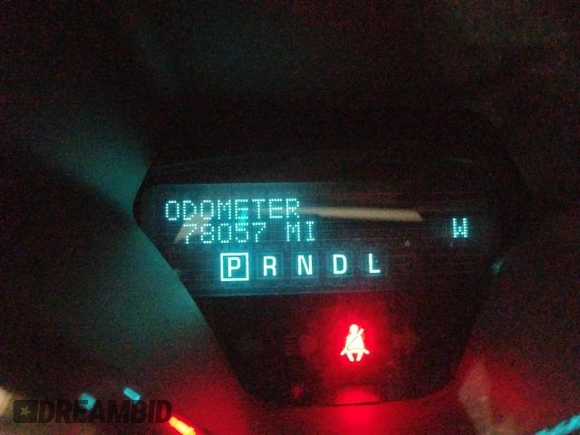 ODOMETER
78057 MI W
P R N D L
DREAMBID